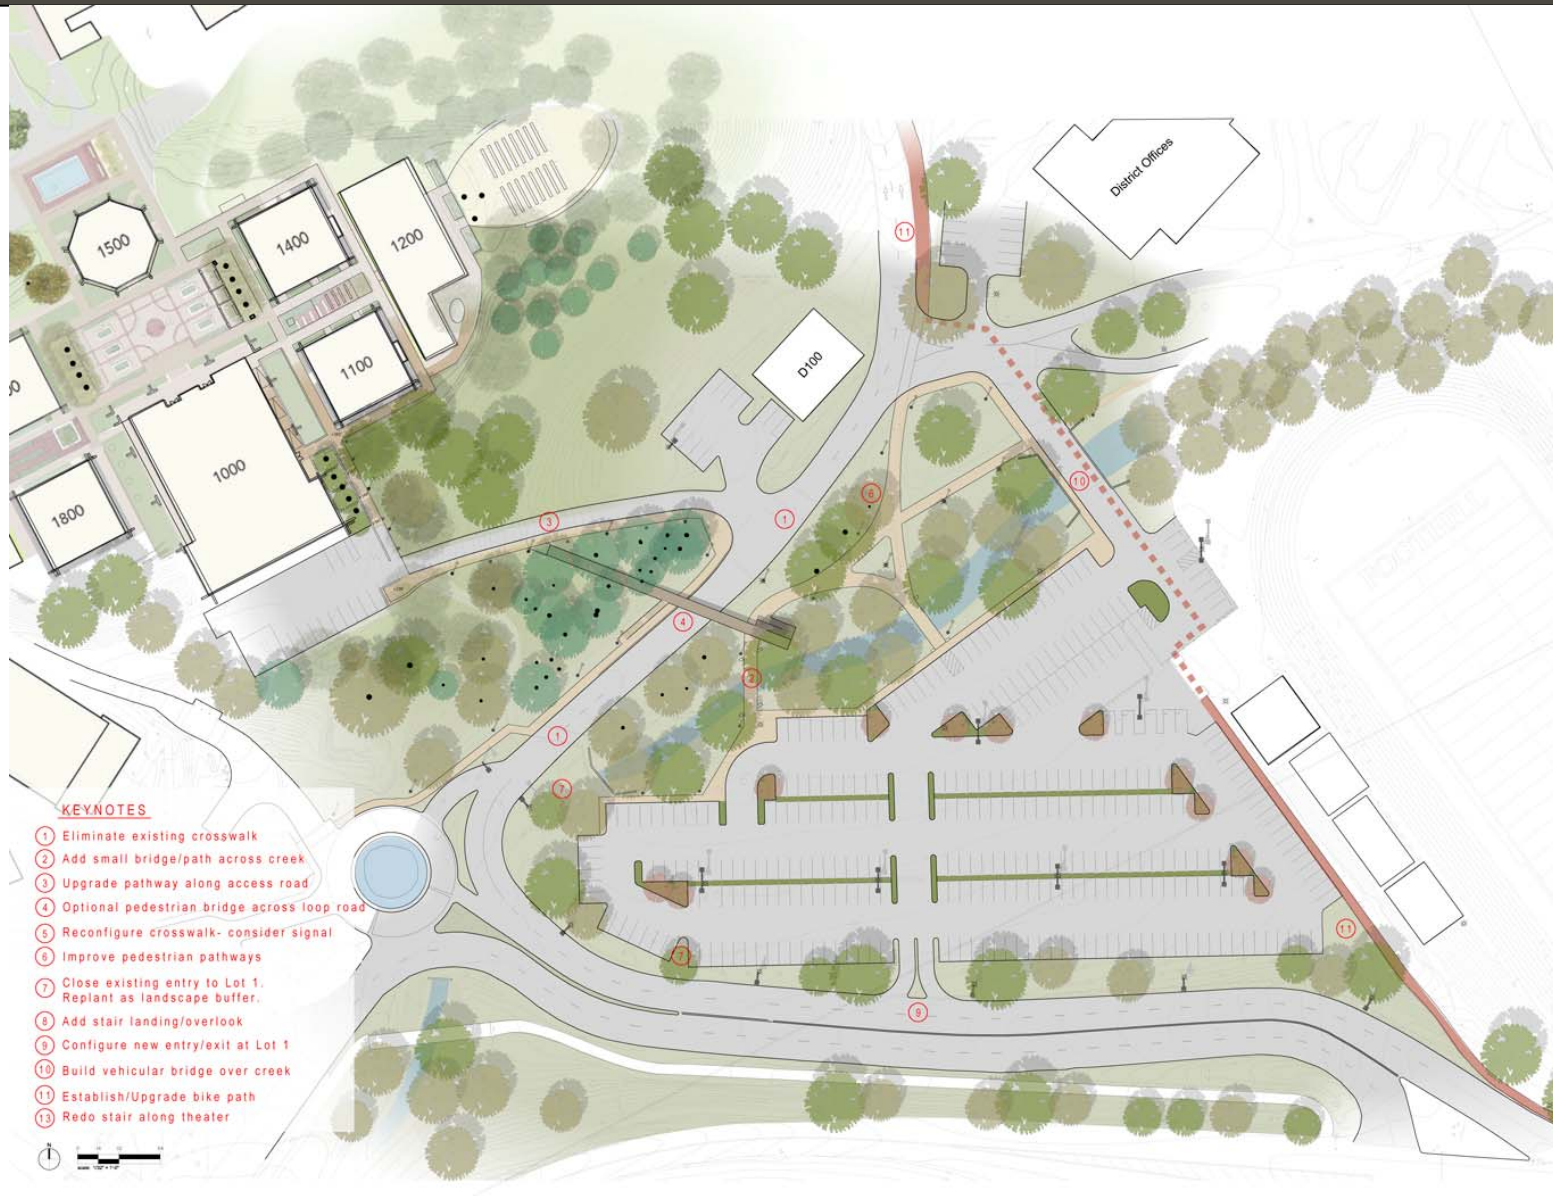 District Offices
1500
1400
1200
11
D100
1100
1000
1800
10
6
3
1
4
2
1
7
KEYNOTES
1 Eliminate existing crosswalk
2 Add small bridge/path across creek
3 Upgrade pathway along access road
4 Optional pedestrian bridge across loop road
5 Reconfigure crosswalk- consider signal
6 Improve pedestrian pathways
7 Close existing entry to Lot 1.
Replant as landscape buffer.
8 Add stair landing/overlook
9 Configure new entry/exit at Lot 1
10 Build vehicular bridge over creek
11 Establish/Upgrade bike path
13 Redo stair along theater
11
7
9
N